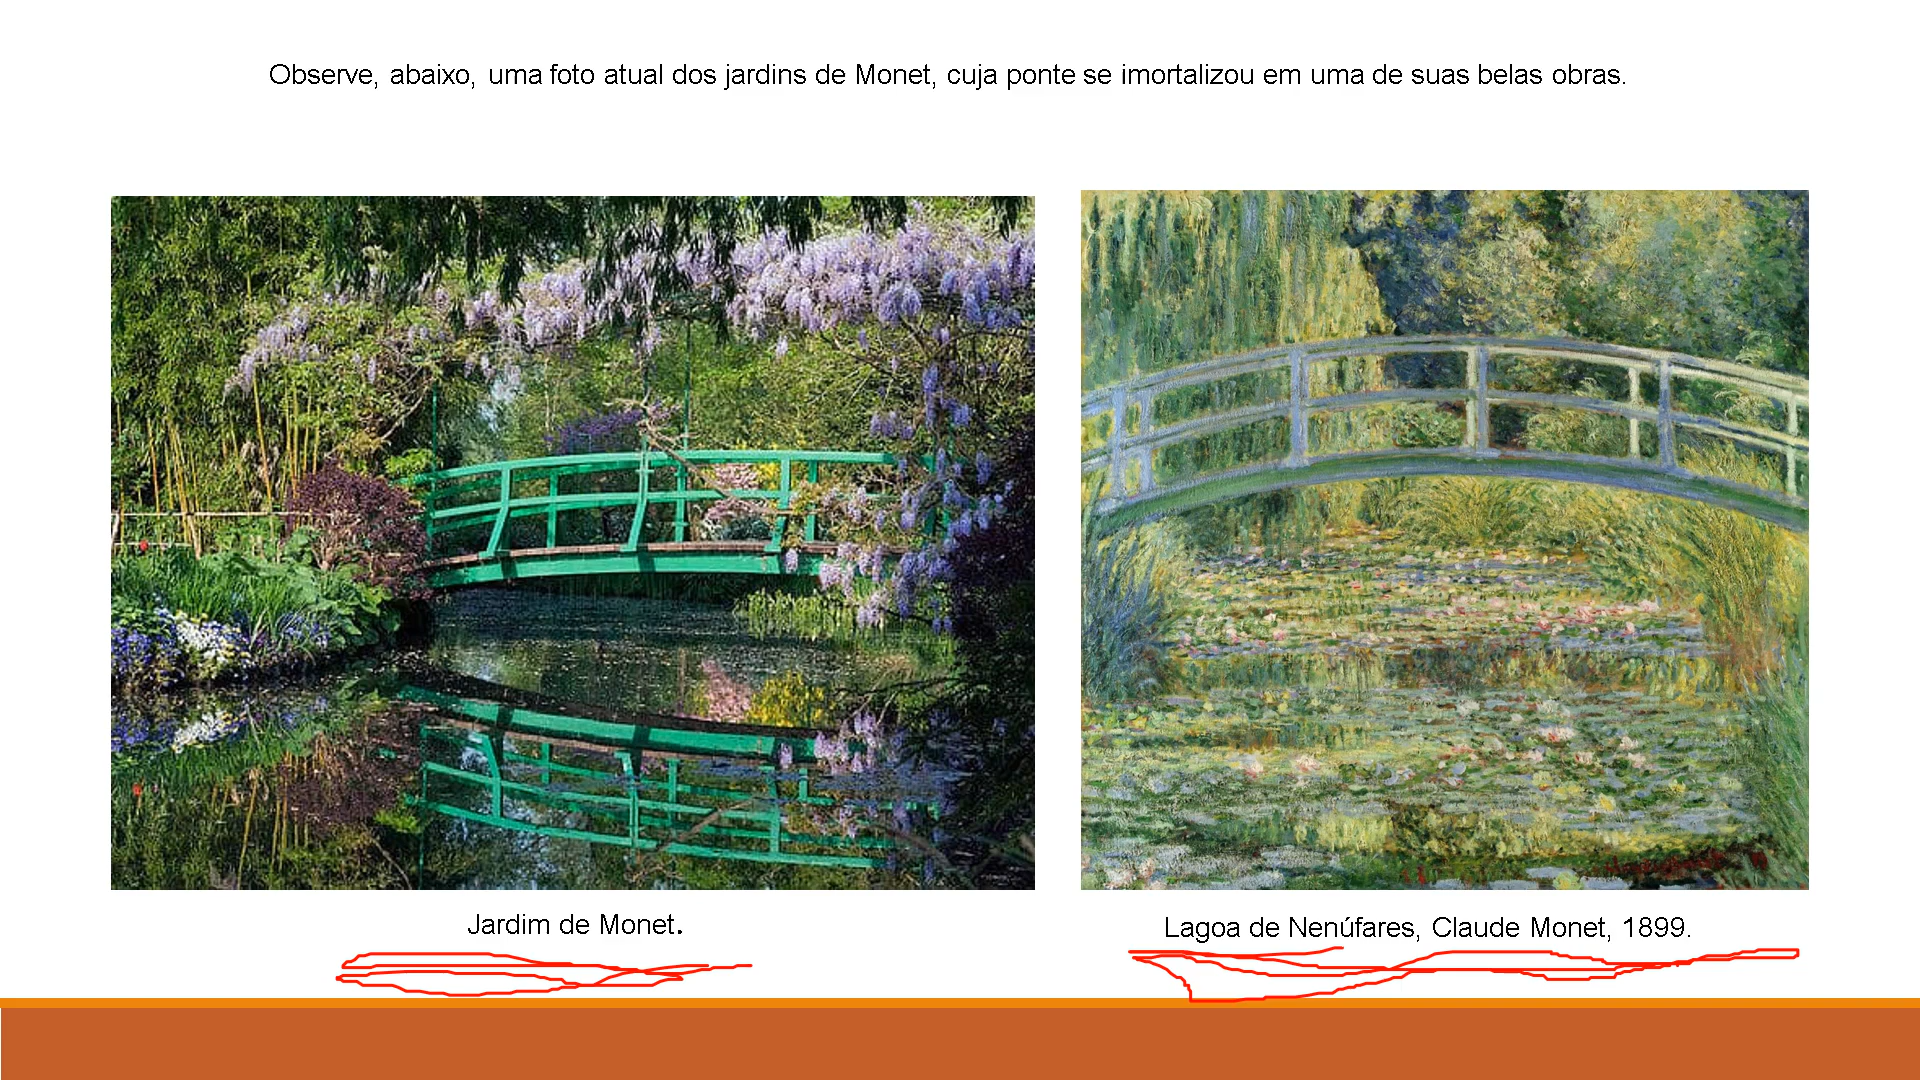 Observe, abaixo, uma foto atual dos jardins de Monet, cuja ponte se imortalizou em uma de suas belas obras.
Jardim de Monet.
Lagoa de Nenúfares, Claude Monet, 1899.